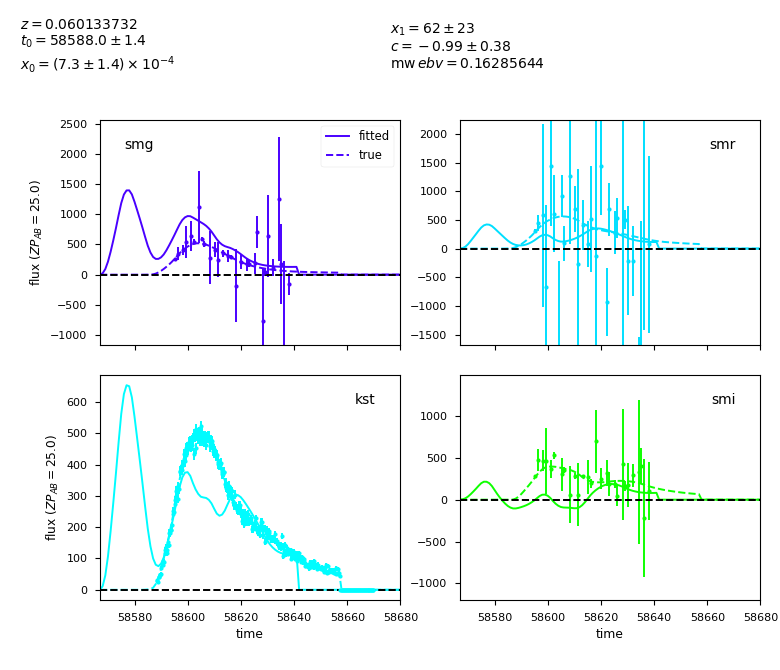 z = 0.060133732
t₀ = 58588.0 ± 1.4
x₀ = (7.3 ± 1.4) × 10⁻⁴
x₁ = 62 ± 23
c = −0.99 ± 0.38
mw ebv = 0.16285644
smg
fitted
true
2500
2000
1500
1000
500
0
−500
−1000
flux (ZP_AB = 25.0)
smr
2000
1500
1000
500
0
−500
−1000
−1500
kst
600
500
400
300
200
100
0
flux (ZP_AB = 25.0)
58580 58600 58620 58640 58660 58680
time
smi
1000
500
0
−500
−1000
58580 58600 58620 58640 58660 58680
time